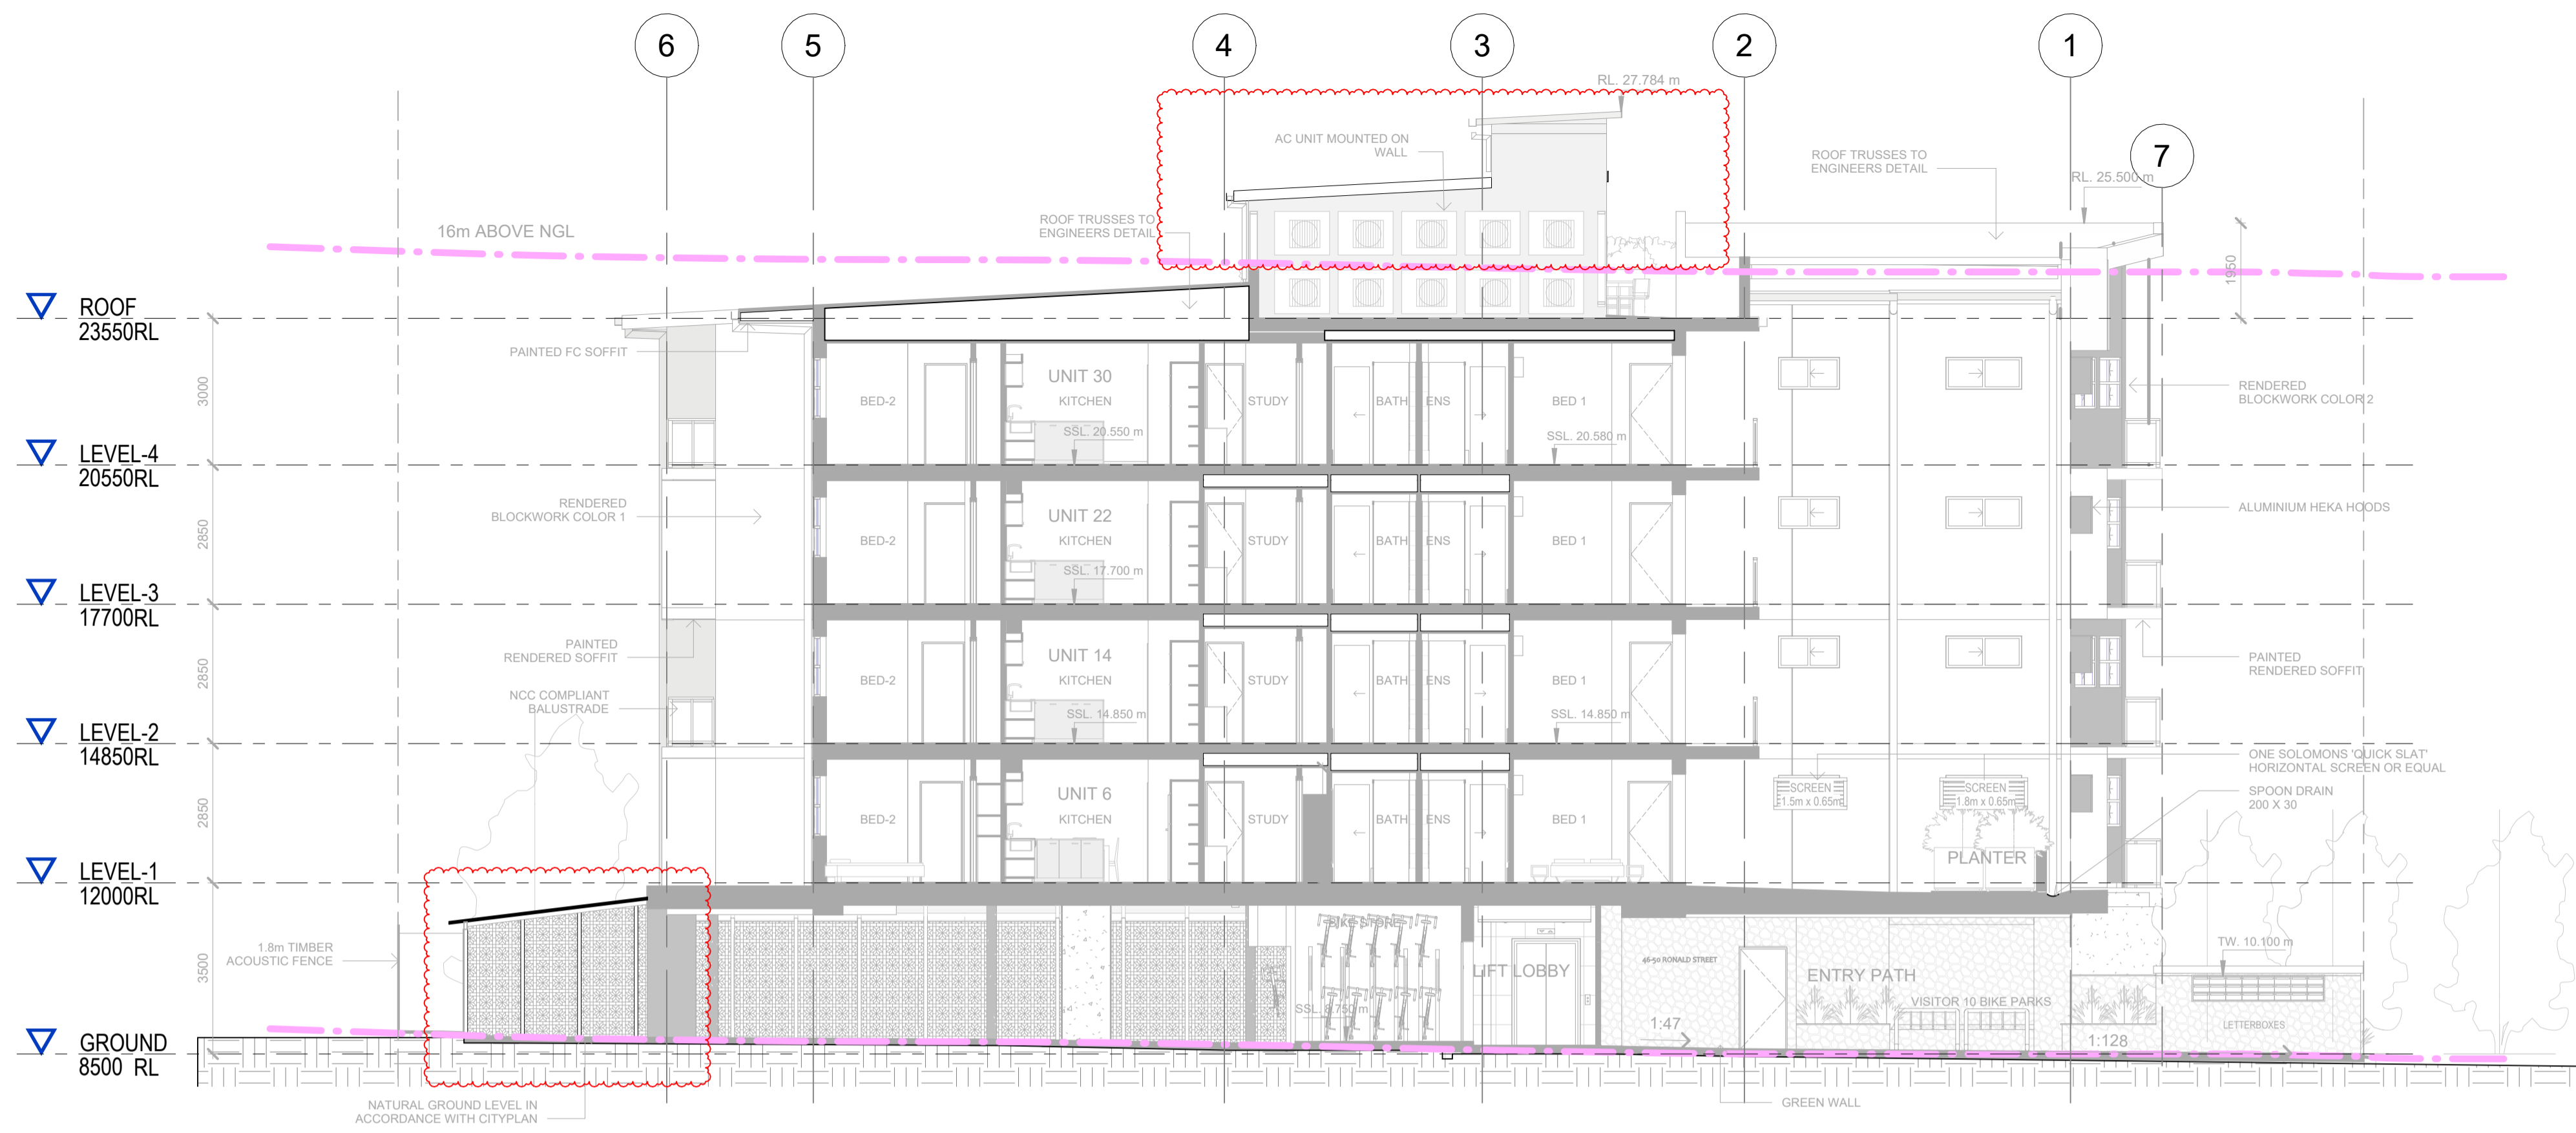 6
5
4
3
2
1
7
RL. 27.784 m
AC UNIT MOUNTED ON
WALL
ROOF TRUSSES TO
ENGINEERS DETAIL
RL. 25.500 m
ROOF TRUSSES TO
ENGINEERS DETAIL
16m ABOVE NGL
1950
ROOF
23550RL
PAINTED FC SOFFIT
3000
UNIT 30
BED-2
KITCHEN
STUDY
BATH
ENS
BED 1
RENDERED
BLOCKWORK COLOR 2
SSL. 20.550 m
SSL. 20.580 m
LEVEL-4
20550RL
RENDERED
BLOCKWORK COLOR 1
ALUMINIUM HEKA HOODS
2850
UNIT 22
BED-2
KITCHEN
STUDY
BATH
ENS
BED 1
SSL. 17.700 m
LEVEL-3
17700RL
PAINTED
RENDERED SOFFIT
PAINTED
RENDERED SOFFIT
2850
UNIT 14
BED-2
KITCHEN
STUDY
BATH
ENS
BED 1
NCC COMPLIANT
BALUSTRADE
SSL. 14.850 m
SSL. 14.850 m
LEVEL-2
14850RL
ONE SOLOMONS 'QUICK SLAT'
HORIZONTAL SCREEN OR EQUAL
SPOON DRAIN
200 X 30
SCREEN
1.5m x 0.65m
SCREEN
1.8m x 0.65m
2850
UNIT 6
BED-2
KITCHEN
STUDY
BATH
ENS
BED 1
PLANTER
LEVEL-1
12000RL
1.8m TIMBER
ACOUSTIC FENCE
3500
BIKE STORE
LIFT LOBBY
46-50 RONALD STREET
ENTRY PATH
VISITOR 10 BIKE PARKS
TW. 10.100 m
LETTERBOXES
SSL. 8.750 m
1:47
1:128
GROUND
8500 RL
NATURAL GROUND LEVEL IN
ACCORDANCE WITH CITYPLAN
GREEN WALL